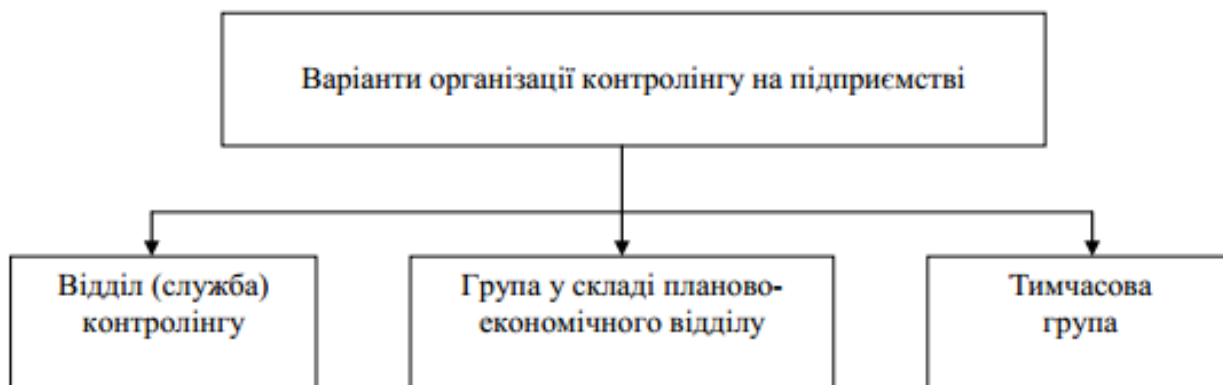 Варіанти організації контролінгу на підприємстві
Відділ (служба)
контролінгу
Група у складі планово-
економічного відділу
Тимчасова
група